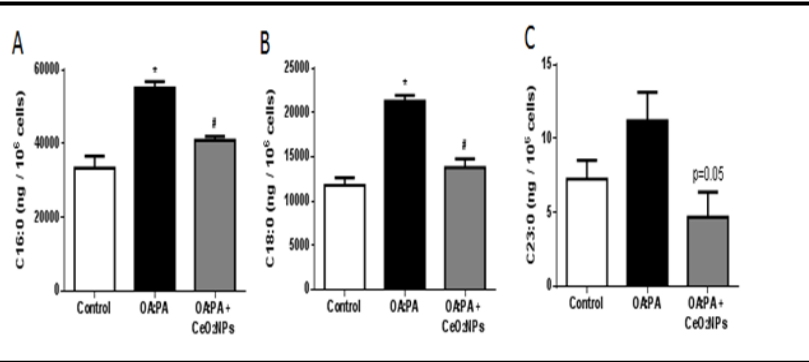 A
C16:0 (ng / 10⁶ cells)
60000
40000
20000
0
*
#
Control
OA:PA
OA:PA +
CeO₂NPs
B
C18:0 (ng / 10⁶ cells)
25000
20000
15000
10000
5000
0
*
#
Control
OA:PA
OA:PA +
CeO₂NPs
C
C23:0 (ng / 10⁶ cells)
15
10
5
0
p=0.05
Control
OA:PA
OA:PA +
CeO₂NPs